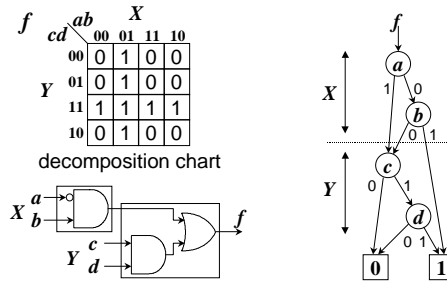 f ab X
cd 00 01 11 10
00 0 1 0 0
Y 01 0 1 0 0
11 1 1 1 1
10 0 1 0 0
decomposition chart
X a
b
f
Y c
d
f
a
X 1 0
b
0 1
c
Y 0 1
d
0 1
0 1